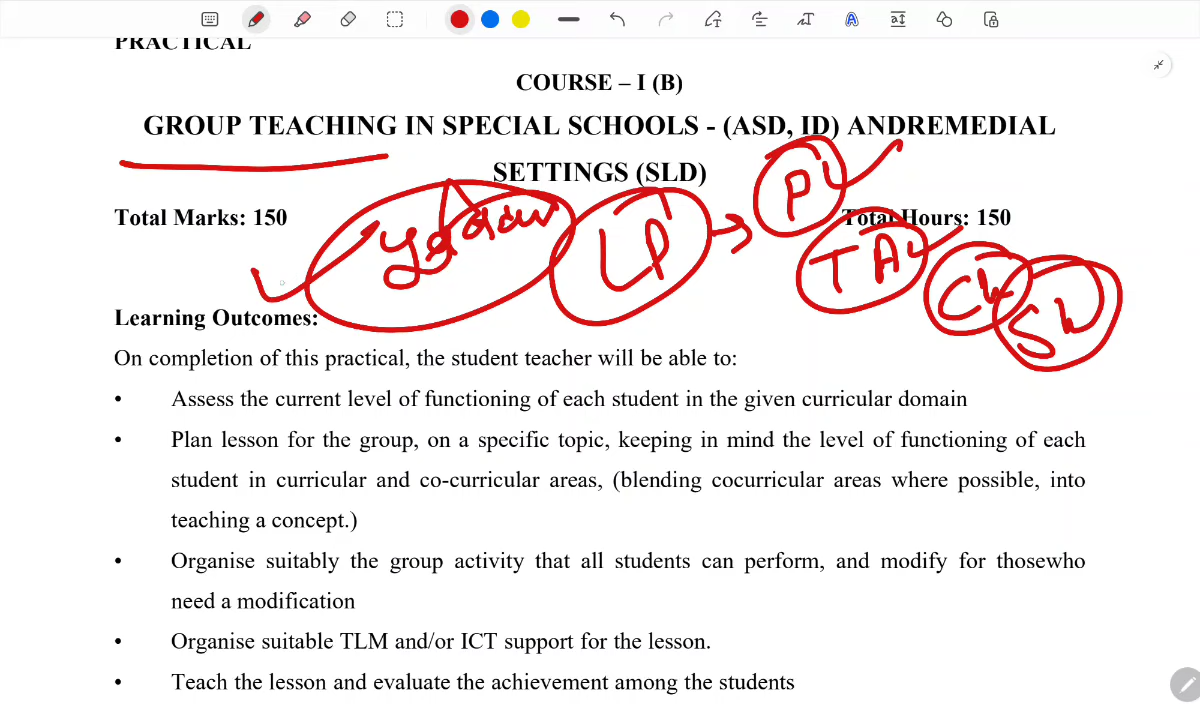 PRACTICAL
COURSE – I (B)
GROUP TEACHING IN SPECIAL SCHOOLS - (ASD, ID) ANDREMEDIAL
SETTINGS (SLD)
Total Marks: 150 Total Hours: 150
LP P TA Ch Sh
Learning Outcomes:
On completion of this practical, the student teacher will be able to:
• Assess the current level of functioning of each student in the given curricular domain
• Plan lesson for the group, on a specific topic, keeping in mind the level of functioning of each
student in curricular and co-curricular areas, (blending cocurricular areas where possible, into
teaching a concept.)
• Organise suitably the group activity that all students can perform, and modify for thosewho
need a modification
• Organise suitable TLM and/or ICT support for the lesson.
• Teach the lesson and evaluate the achievement among the students